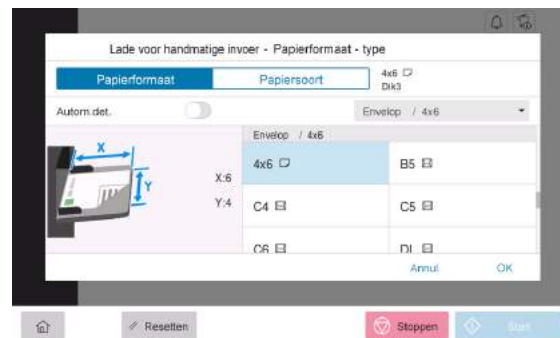 Lade voor handmatige invoer - Papierformaat - type
Papierformaat
Papiersoort
4x6
Dik3
Autom.det.
Envelop / 4x6
Envelop / 4x6
X
Y
X:6
Y:4
4x6
B5
C4
C5
C6
DL
Annul.
OK
Resetten
Stoppen
Start